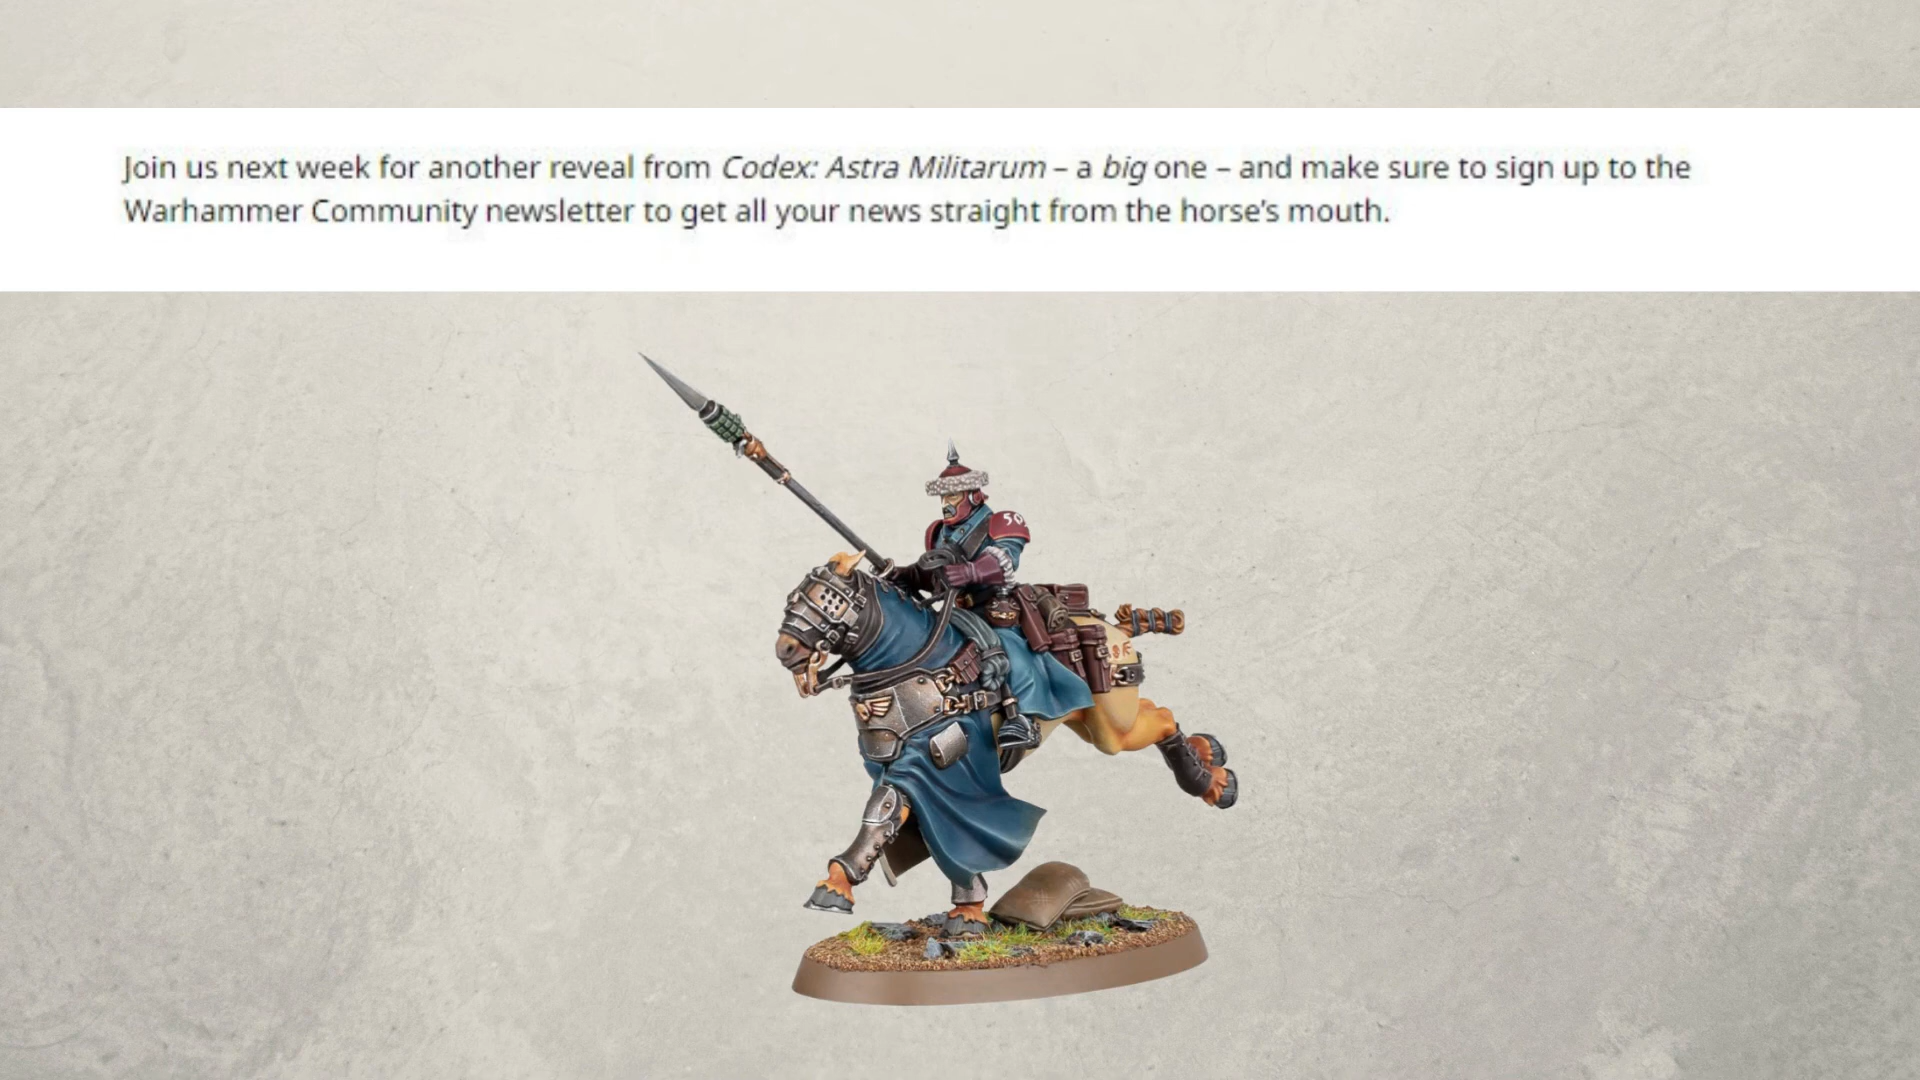 Join us next week for another reveal from Codex: Astra Militarum – a big one – and make sure to sign up to the
Warhammer Community newsletter to get all your news straight from the horse's mouth.
50